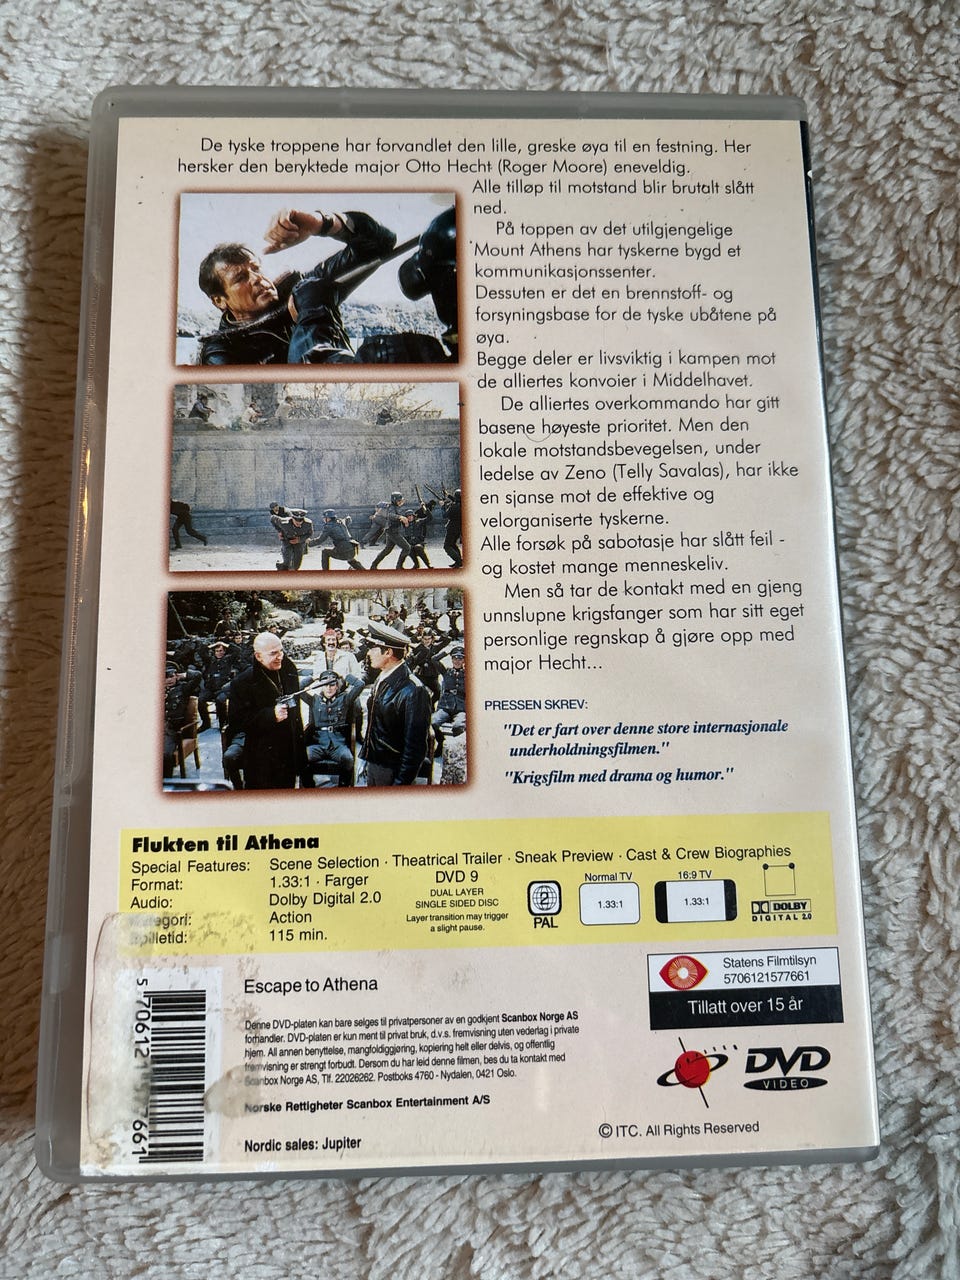 De tyske troppene har forvandlet den lille, greske øya til en festning. Her
hersker den beryktede major Otto Hecht (Roger Moore) eneveldig.
Alle tilløp til motstand blir brutalt slått
ned.
På toppen av det utilgjengelige
Mount Athens har tyskerne bygd et
kommunikasjonssenter.
Dessuten er det en brennstoff- og
forsyningsbase for de tyske ubåtene på
øya.
Begge deler er livsviktig i kampen mot
de alliertes konvoier i Middelhavet.
De alliertes overkommando har gitt
basene høyeste prioritet. Men den
lokale motstandsbevegelsen, under
ledelse av Zeno (Telly Savalas), har ikke
en sjanse mot de effektive og
velorganiserte tyskerne.
Alle forsøk på sabotasje har slått feil -
og kostet mange menneskeliv.
Men så tar de kontakt med en gjeng
unnslupne krigsfanger som har sitt eget
personlige regnskap å gjøre opp med
major Hecht...
PRESSEN SKREV:
"Det er fart over denne store internasjonale
underholdningsfilmen."
"Krigsfilm med drama og humor."
Flukten til Athena
Special Features: Scene Selection · Theatrical Trailer · Sneak Preview · Cast & Crew Biographies
Format: 1.33:1 · Farger
Audio: Dolby Digital 2.0
Kategori: Action
Spilletid: 115 min.
DVD 9
DUAL LAYER
SINGLE SIDED DISC
Layer transition may trigger
a slight pause.
2
PAL
Normal TV
1.33:1
16:9 TV
1.33:1
DOLBY
DIGITAL 2.0
Escape to Athena
Denne DVD-platen kan bare selges til privatpersoner av en godkjent Scanbox Norge AS
forhandler. DVD-platen er kun ment til privat bruk, d.v.s. fremvisning uten vederlag i private
hjem. All annen benyttelse, mangfoldiggjøring, kopiering helt eller delvis, og offentlig
fremvisning er strengt forbudt. Dersom du har leid denne filmen, bes du ta kontakt med
Scanbox Norge AS, Tlf. 22026262. Postboks 4760 - Nydalen, 0421 Oslo.
Norske Rettigheter Scanbox Entertainment A/S
Nordic sales: Jupiter
Statens Filmtilsyn
5706121577661
Tillatt over 15 år
DVD
VIDEO
© ITC. All Rights Reserved